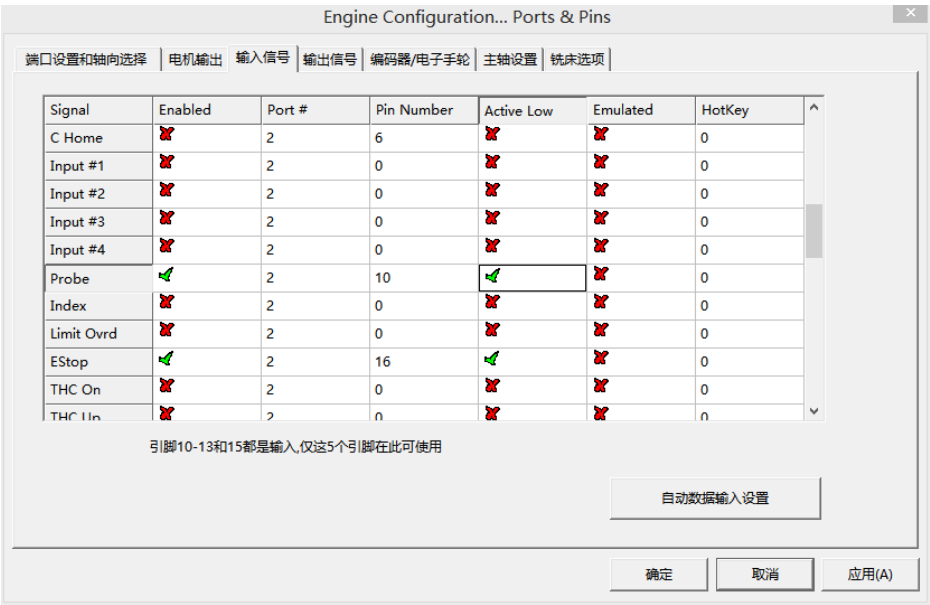 Engine Configuration... Ports & Pins
端口设置和轴向选择 电机输出 输入信号 输出信号 编码器/电子手轮 主轴设置 铣床选项
Signal Enabled Port # Pin Number Active Low Emulated HotKey
C Home 2 6 0
Input #1 2 0 0
Input #2 2 0 0
Input #3 2 0 0
Input #4 2 0 0
Probe 2 10 0
Index 2 0 0
Limit Ovrd 2 0 0
EStop 2 16 0
THC On 2 0 0
THC Up 2 0 0
引脚10-13和15都是输入,仅这5个引脚在此可使用
自动数据输入设置
确定 取消 应用(A)